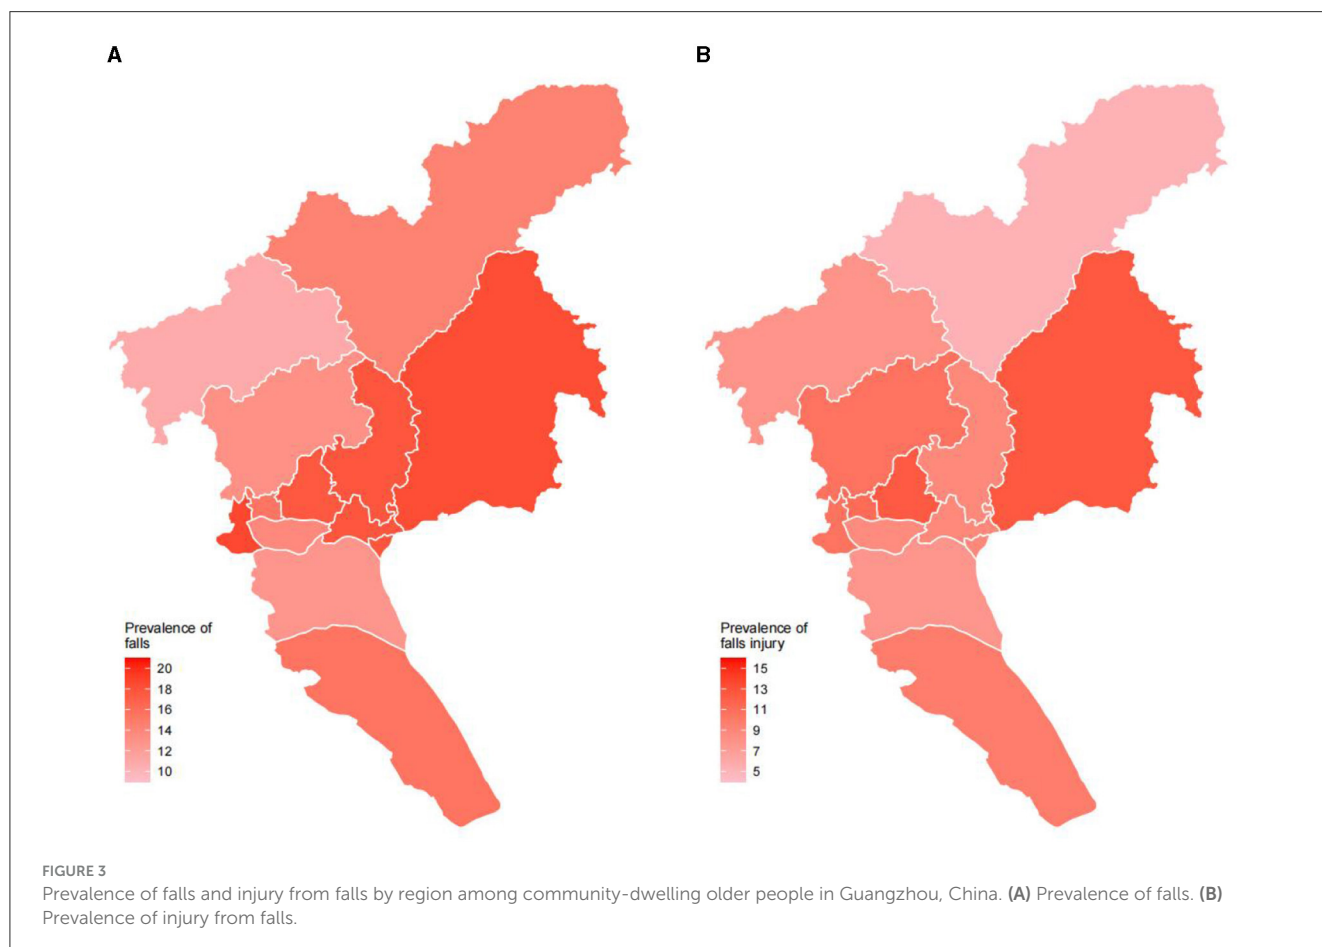 A
B
Prevalence of
falls
20
18
16
14
12
10
Prevalence of
falls injury
15
13
11
9
7
5
FIGURE 3
Prevalence of falls and injury from falls by region among community-dwelling older people in Guangzhou, China. (A) Prevalence of falls. (B)
Prevalence of injury from falls.